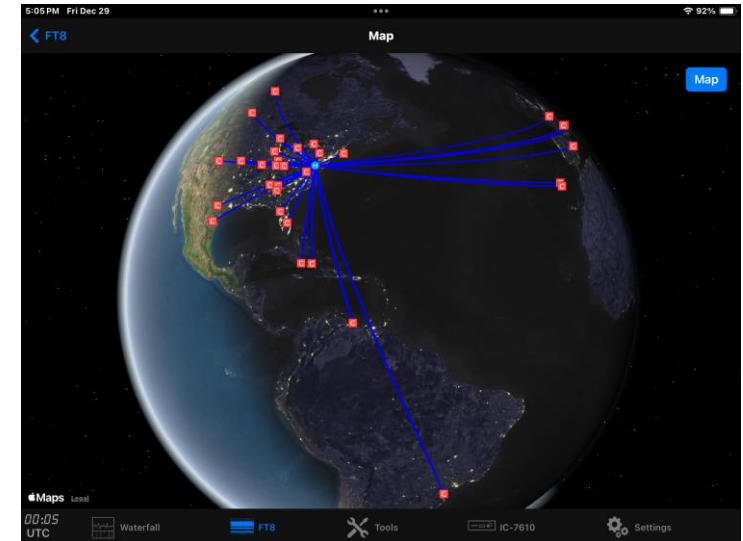 5:05 PM Fri Dec 29
92%
FT8
Map
Map
Maps Legal
00:05
UTC
Waterfall
FT8
Tools
IC-7610
Settings